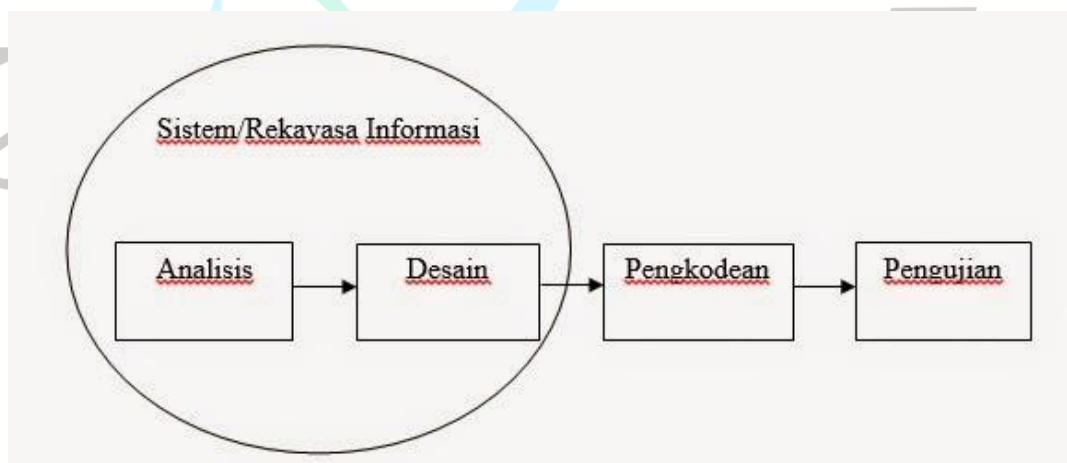 Sistem/Rekayasa Informasi
Analisis
Desain
Pengkodean
Pengujian